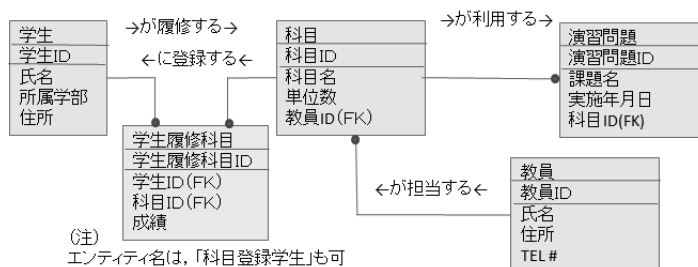 →が履修する→
←に登録する←
→が利用する→
学生
学生ID
氏名
所属学部
住所
科目
科目ID
科目名
単位数
教員ID(FK)
演習問題
演習問題ID
課題名
実施年月日
科目ID(FK)
学生履修科目
学生履修科目ID
学生ID(FK)
科目ID(FK)
成績
←が担当する←
教員
教員ID
氏名
住所
TEL#
(注)
エンティティ名は,「科目登録学生」も可